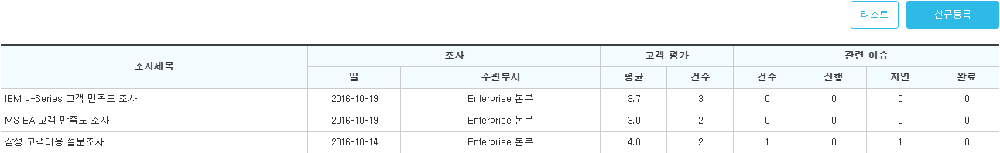 리스트 신규등록
조사제목 조사 고객 평가 관련 이슈
일 주관부서 평균 건수 건수 진행 지연 완료
IBM p-Series 고객 만족도 조사 2016-10-19 Enterprise 본부 3.7 3 0 0 0 0
MS EA 고객 만족도 조사 2016-10-19 Enterprise 본부 3.0 2 0 0 0 0
삼성 고객대응 설문조사 2016-10-14 Enterprise 본부 4.0 2 1 0 1 0